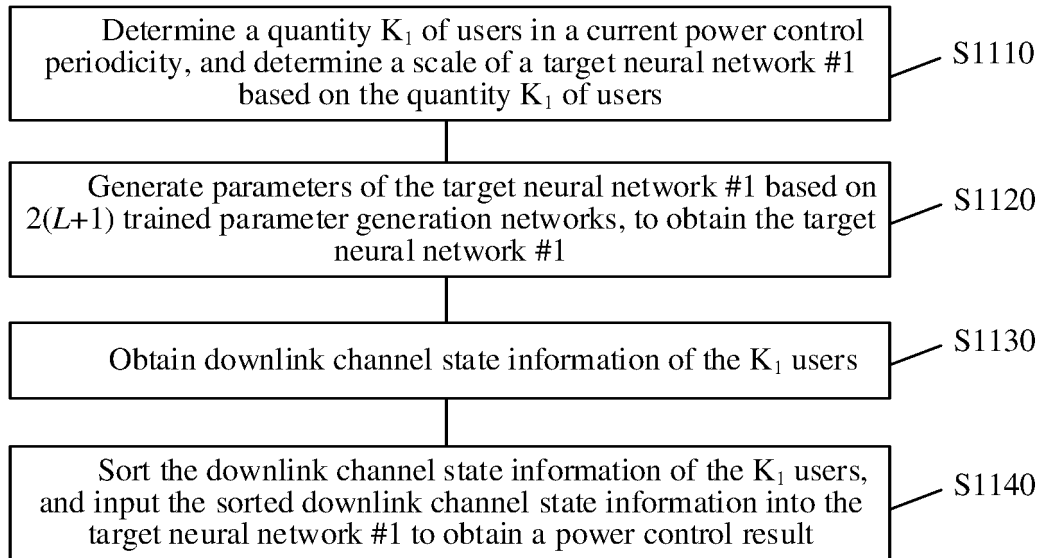 Determine a quantity K₁ of users in a current power control
periodicity, and determine a scale of a target neural network #1
based on the quantity K₁ of users
S1110
Generate parameters of the target neural network #1 based on
2(L+1) trained parameter generation networks, to obtain the target
neural network #1
S1120
Obtain downlink channel state information of the K₁ users
S1130
Sort the downlink channel state information of the K₁ users,
and input the sorted downlink channel state information into the
target neural network #1 to obtain a power control result
S1140